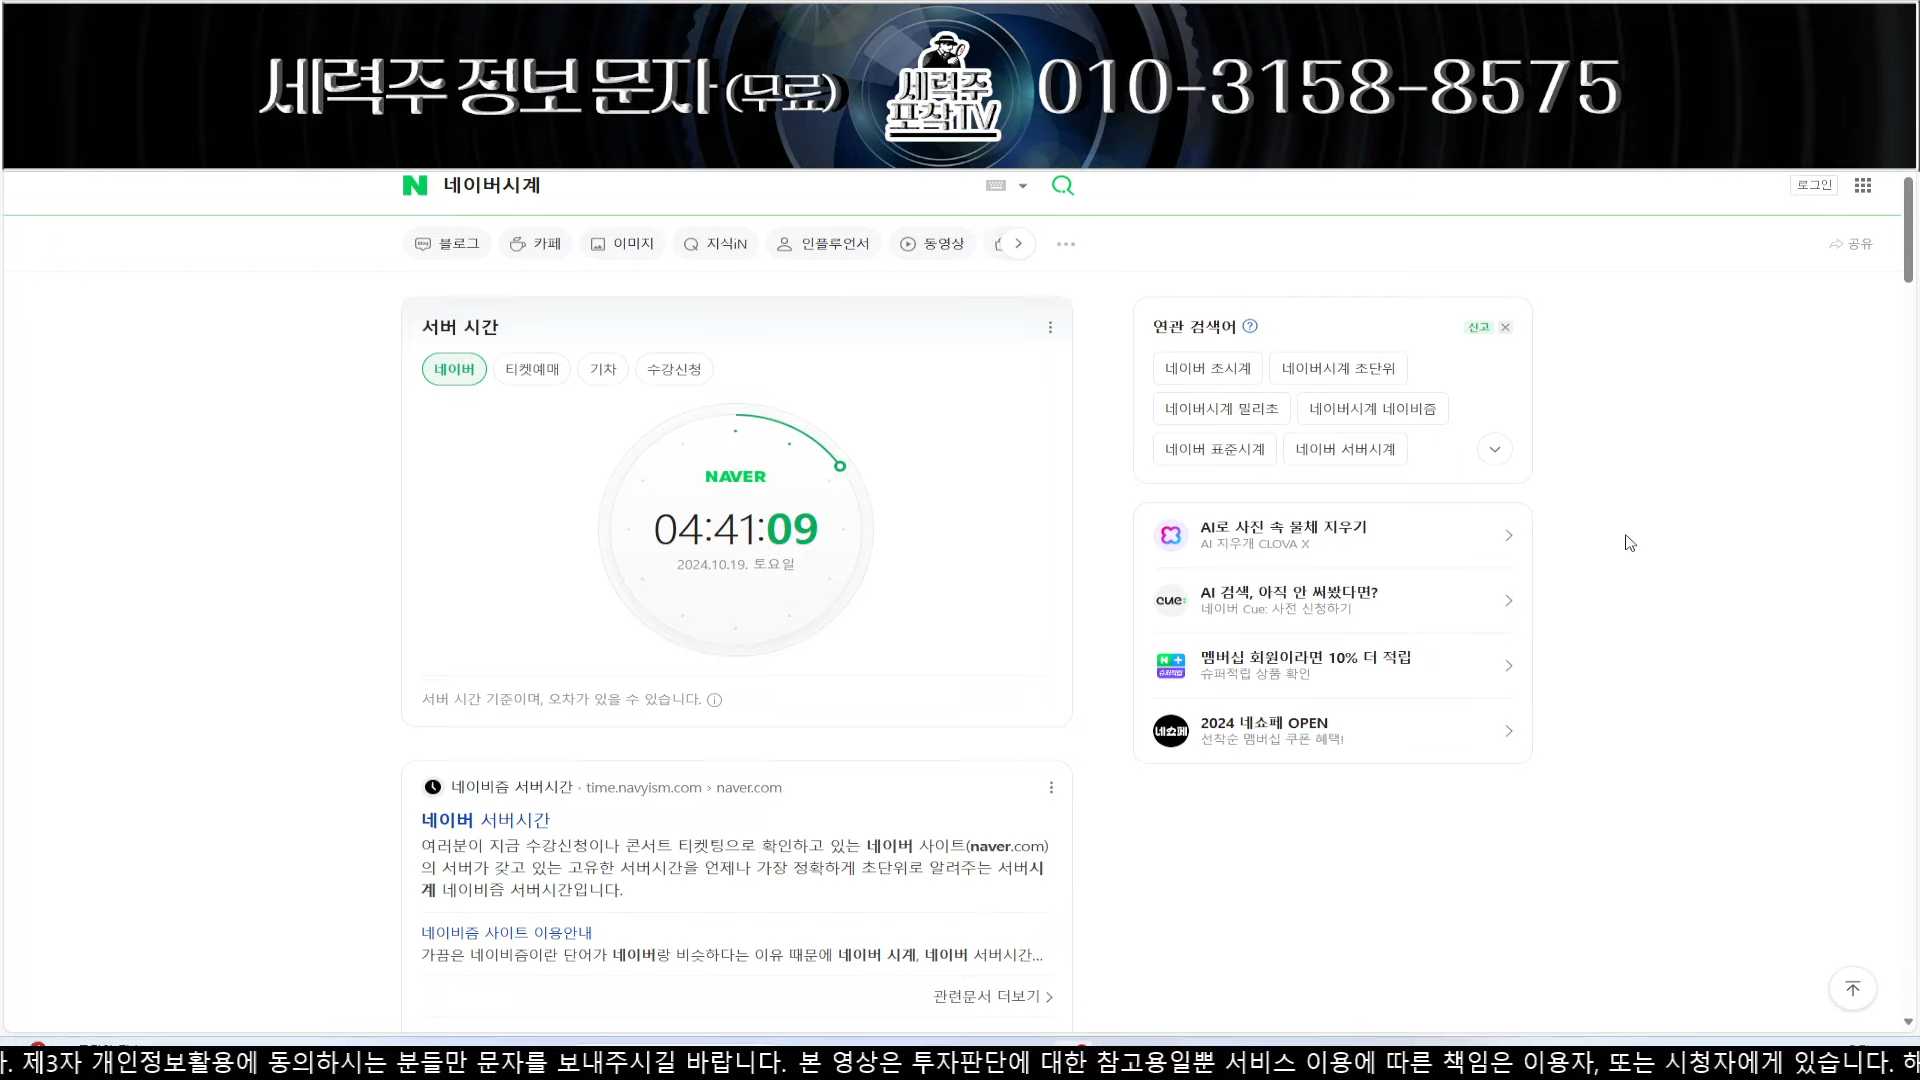 세력주 정보 문자 (무료) 세력주 포착TV 010-3158-8575
네이버시계
로그인
블로그 카페 이미지 지식iN 인플루언서 동영상
공유
서버 시간
네이버 티켓예매 기차 수강신청
NAVER
04:41:09
2024.10.19. 토요일
서버 시간 기준이며, 오차가 있을 수 있습니다.
연관 검색어 신고
네이버 초시계 네이버시계 초단위
네이버시계 밀리초 네이버시계 네이비즘
네이버 표준시계 네이버 서버시계
AI로 사진 속 물체 지우기
AI 지우개 CLOVA X
cue:
AI 검색, 아직 안 써봤다면?
네이버 Cue: 사전 신청하기
N+
슈퍼적립
멤버십 회원이라면 10% 더 적립
슈퍼적립 상품 확인
네쇼페
2024 네쇼페 OPEN
선착순 멤버십 쿠폰 혜택!
네이비즘 서버시간 · time.navyism.com › naver.com
네이버 서버시간
여러분이 지금 수강신청이나 콘서트 티켓팅으로 확인하고 있는 네이버 사이트(naver.com)
의 서버가 갖고 있는 고유한 서버시간을 언제나 가장 정확하게 초단위로 알려주는 서버시
계 네이비즘 서버시간입니다.
네이비즘 사이트 이용안내
가끔은 네이비즘이란 단어가 네이버랑 비슷하다는 이유 때문에 네이버 시계, 네이버 서버시간...
관련문서 더보기
. 제3자 개인정보활용에 동의하시는 분들만 문자를 보내주시길 바랍니다. 본 영상은 투자판단에 대한 참고용일뿐 서비스 이용에 따른 책임은 이용자, 또는 시청자에게 있습니다.